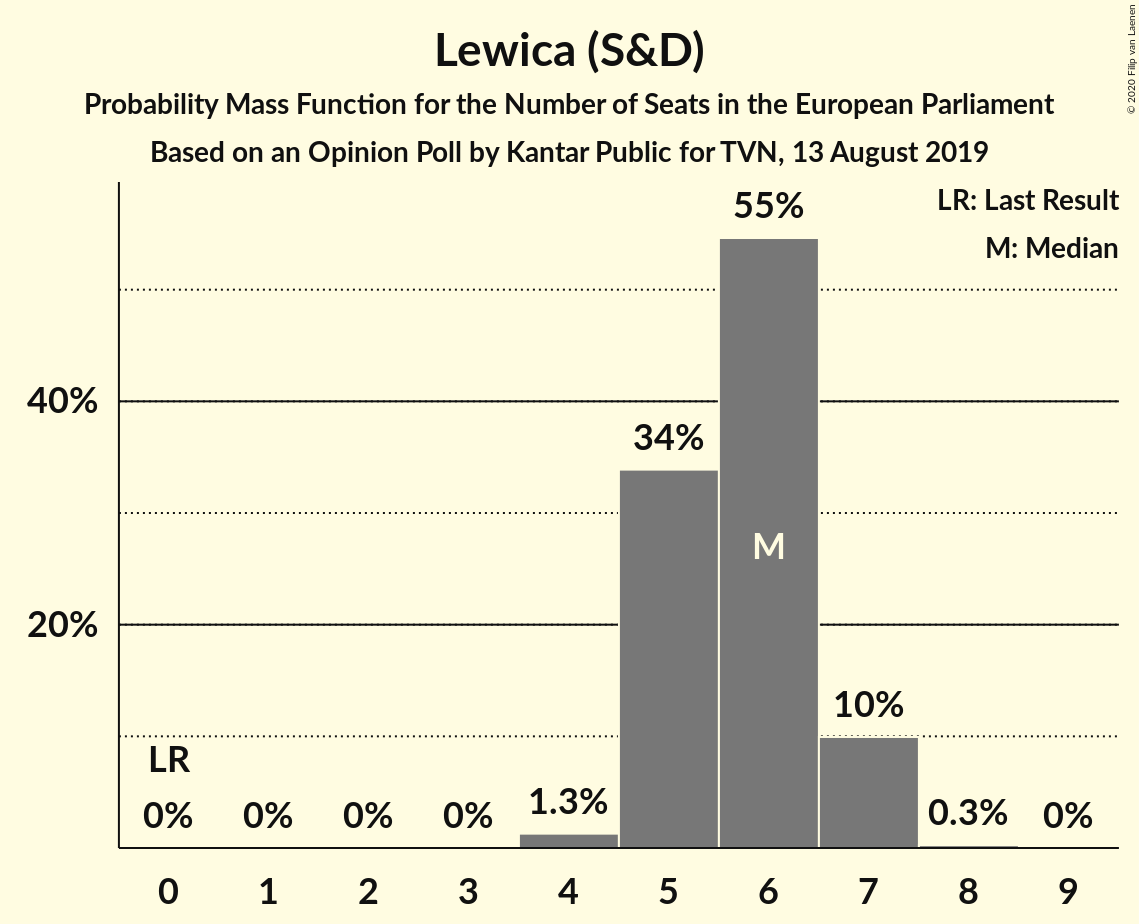 Lewica (S&D)
Probability Mass Function for the Number of Seats in the European Parliament
Based on an Opinion Poll by Kantar Public for TVN, 13 August 2019
© 2020 Filip van Laenen
LR: Last Result
M: Median
55%
40%
34%
M
20%
10%
LR
0%
0%
0%
0%
1.3%
0.3%
0%
0 1 2 3 4 5 6 7 8 9